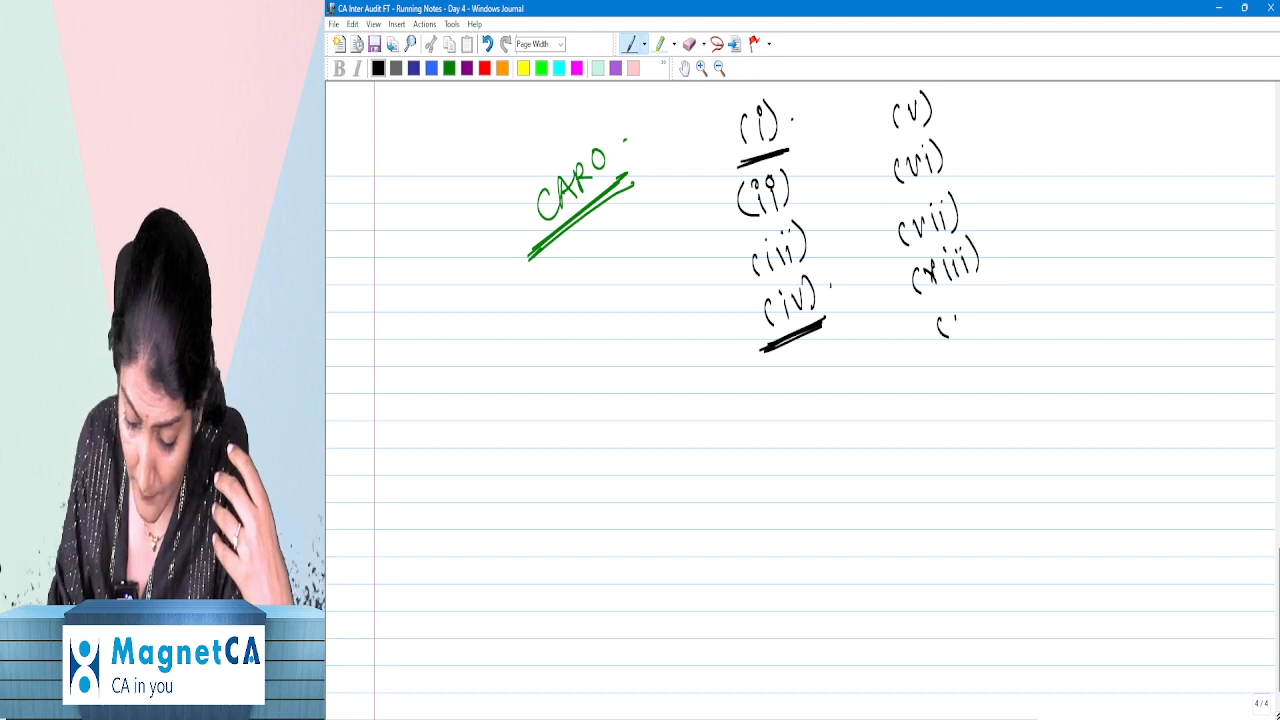 CA Inter Audit FT - Running Notes - Day 4 - Windows Journal
File Edit View Insert Actions Tools Help
Page Width
B I
CARO.
(i).
(ii)
(iii)
(iv).
(v)
(vi)
(vii)
(xiii)
(
MagnetCA
CA in you
4/4